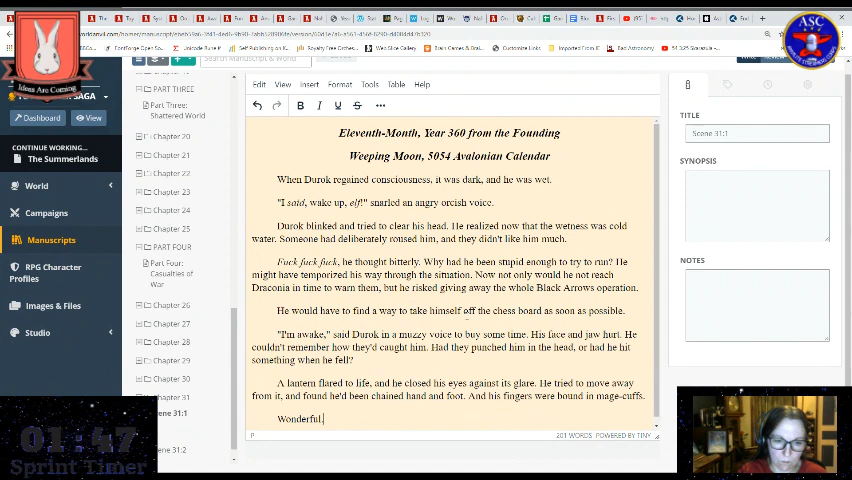 Ideas Are Coming
ASC
SAGA
Dashboard
View
CONTINUE WORKING...
The Summerlands
World
Campaigns
Manuscripts
RPG Character
Profiles
Images & Files
Studio
PART THREE
Part Three:
Shattered
World
Chapter 20
Chapter 21
Chapter 22
Chapter 23
Chapter 24
Chapter 25
PART FOUR
Part Four:
Casualties of
War
Chapter 26
Chapter 27
Chapter 28
Chapter 29
Chapter 30
Chapter 31
Scene 31:1
Scene 31:2
Edit View Insert Format Tools Table Help
Eleventh-Month, Year 360 from the Founding
Weeping Moon, 5054 Avalonian Calendar
When Durok regained consciousness, it was dark, and he was wet.
"I said, wake up, elf!" snarled an angry orcish voice.
Durok blinked and tried to clear his head. He realized now that the wetness was cold
water. Someone had deliberately roused him, and they didn't like him much.
Fuck fuck fuck, he thought bitterly. Why had he been stupid enough to try to run? He
might have temporized his way through the situation. Now not only would he not reach
Draconia in time to warn them, but he risked giving away the whole Black Arrows operation.
He would have to find a way to take himself off the chess board as soon as possible.
"I'm awake," said Durok in a muzzy voice to buy some time. His face and jaw hurt. He
couldn't remember how they'd caught him. Had they punched him in the head, or had he hit
something when he fell?
A lantern flared to life, and he closed his eyes against its glare. He tried to move away
from it, and found he'd been chained hand and foot. And his fingers were bound in mage-cuffs.
Wonderful.
P
201 WORDS POWERED BY TINY
TITLE
Scene 31:1
SYNOPSIS
NOTES
01:47
Sprint Timer